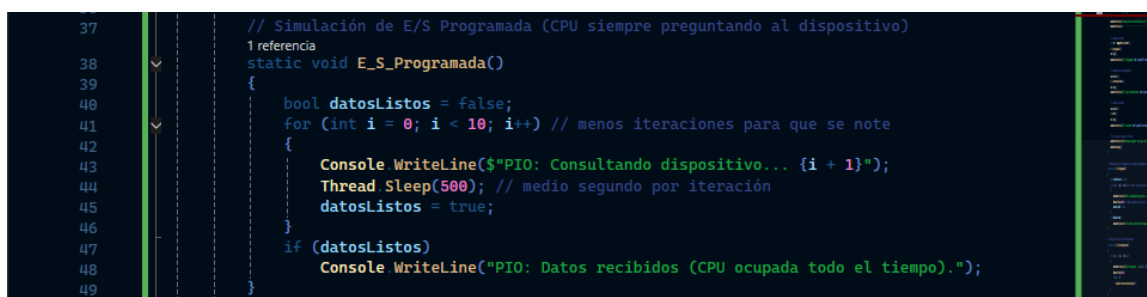 37 // Simulación de E/S Programada (CPU siempre preguntando al dispositivo)
1 referencia
38 static void E_S_Programada()
39 {
40 bool datosListos = false;
41 for (int i = 0; i < 10; i++) // menos iteraciones para que se note
42 {
43 Console.WriteLine($"PIO: Consultando dispositivo... {i + 1}");
44 Thread.Sleep(500); // medio segundo por iteración
45 datosListos = true;
46 }
47 if (datosListos)
48 Console.WriteLine("PIO: Datos recibidos (CPU ocupada todo el tiempo).");
49 }